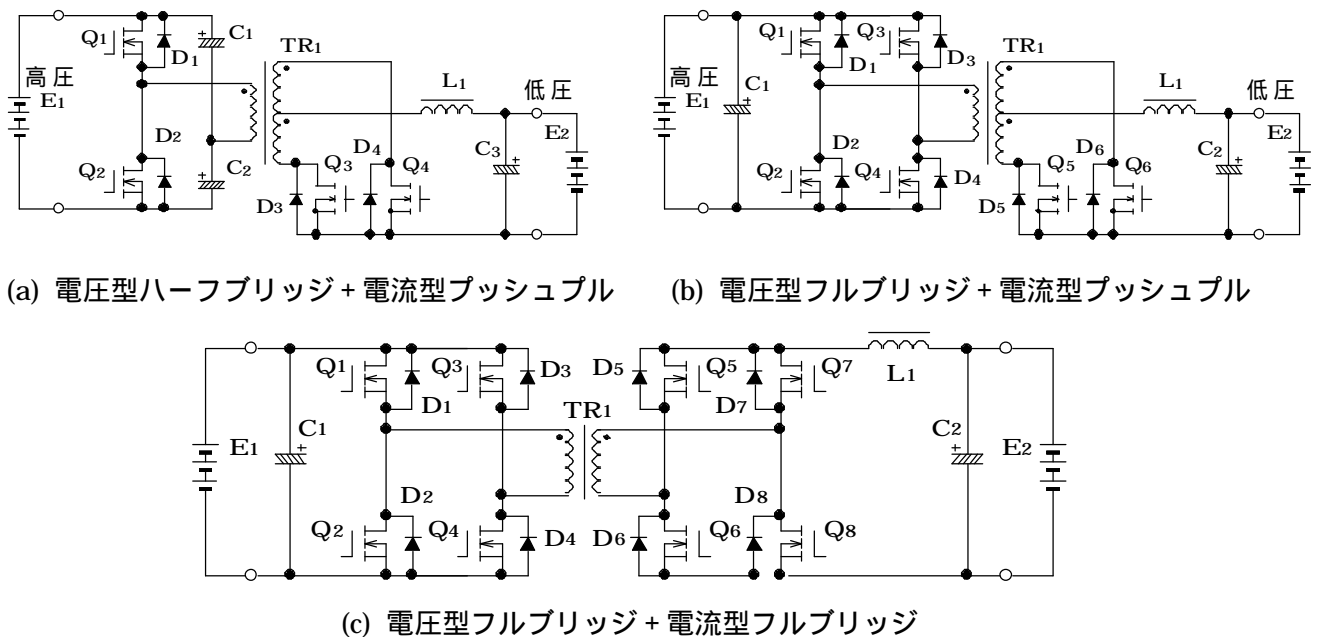 Q1
D1
C1
高圧
E1
D2
Q2
C2
TR1
L1
低圧
E2
D4
Q3
Q4
D3
C3
(a) 電圧型ハーフブリッジ + 電流型プッシュプル
高圧
E1
C1
Q1
D1
Q3
D3
D2
Q2
Q4
D4
TR1
L1
低圧
E2
D6
Q5
Q6
D5
C2
(b) 電圧型フルブリッジ + 電流型プッシュプル
E1
C1
Q1
D1
Q3
D3
D2
Q2
Q4
D4
TR1
D5
Q5
D7
Q7
L1
D8
D6
Q6
Q8
C2
E2
(c) 電圧型フルブリッジ + 電流型フルブリッジ